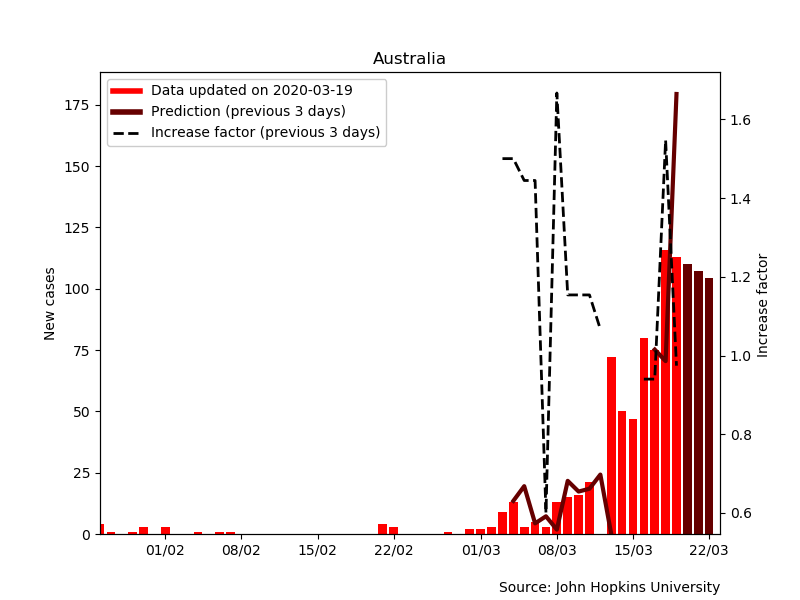 Australia
Data updated on 2020-03-19
Prediction (previous 3 days)
Increase factor (previous 3 days)
New cases
175
150
125
100
75
50
25
0
1.6
1.4
1.2
1.0
0.8
0.6
Increase factor
01/02 08/02 15/02 22/02 01/03 08/03 15/03 22/03
Source: John Hopkins University